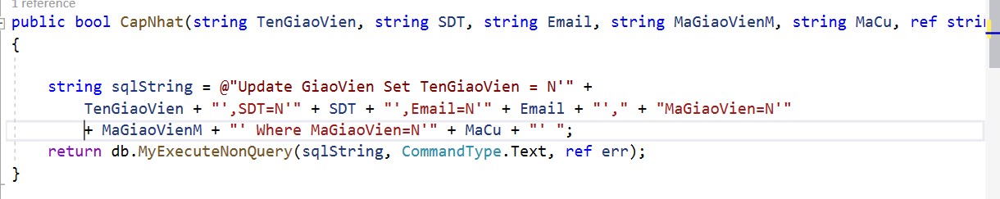 1 reference
public bool CapNhat(string TenGiaoVien, string SDT, string Email, string MaGiaoVienM, string MaCu, ref strin
{
string sqlString = @"Update GiaoVien Set TenGiaoVien = N'" +
TenGiaoVien + "',SDT=N'" + SDT + "',Email=N'" + Email + "'," + "MaGiaoVien=N'"
+ MaGiaoVienM + "' Where MaGiaoVien=N'" + MaCu + "' ";
return db.MyExecuteNonQuery(sqlString, CommandType.Text, ref err);
}